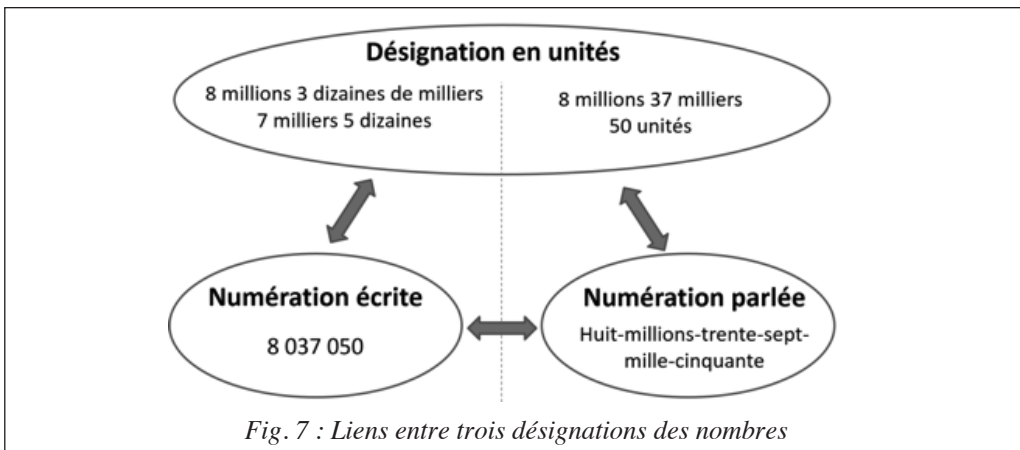 Désignation en unités
8 millions 3 dizaines de milliers
7 milliers 5 dizaines
8 millions 37 milliers
50 unités
Numération écrite
8 037 050
Numération parlée
Huit-millions-trente-sept-
mille-cinquante
Fig. 7 : Liens entre trois désignations des nombres